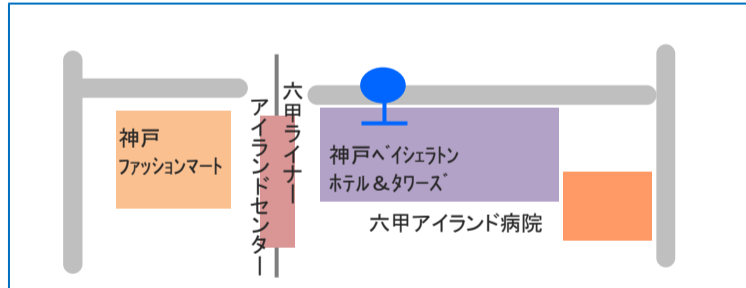 神戸
ファッションマート
アイランドセンター
六甲ライナー
神戸ベイシェラトン
ホテル＆タワーズ
六甲アイランド病院